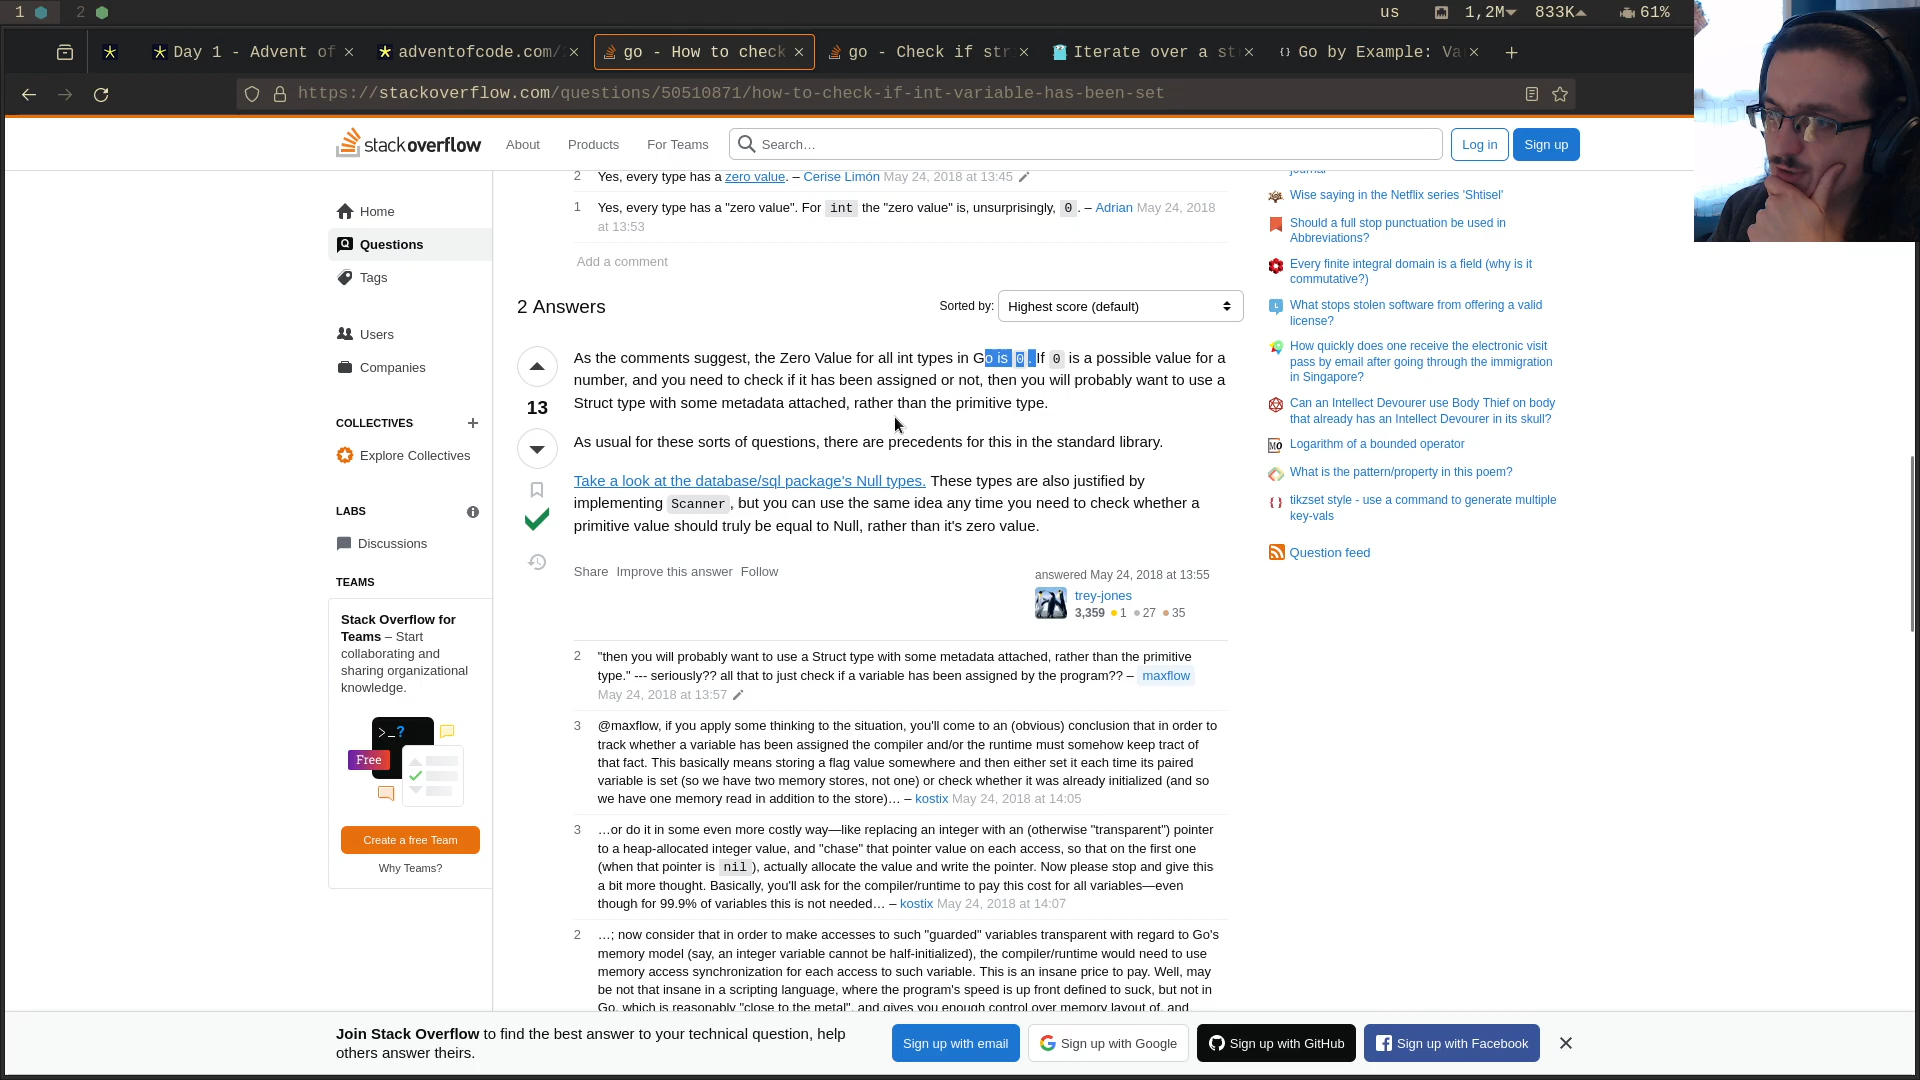 1 2 us 1,2M 833K 61%
Day 1 - Advent of × adventofcode.com/ × go - How to check × go - Check if str × Iterate over a st × Go by Example: Va × +
https://stackoverflow.com/questions/50510871/how-to-check-if-int-variable-has-been-set
stackoverflow About Products For Teams Search… Log in Sign up
Home
Questions
Tags
Users
Companies
COLLECTIVES +
Explore Collectives
LABS
Discussions
TEAMS
Stack Overflow for
Teams – Start
collaborating and
sharing organizational
knowledge.
>_?
Free
Create a free Team
Why Teams?
2 Yes, every type has a zero value. – Cerise Limón May 24, 2018 at 13:45
1 Yes, every type has a "zero value". For int the "zero value" is, unsurprisingly, 0 . – Adrian May 24, 2018
at 13:53
Add a comment
2 Answers Sorted by: Highest score (default)
13
As the comments suggest, the Zero Value for all int types in Go is 0 . If 0 is a possible value for a
number, and you need to check if it has been assigned or not, then you will probably want to use a
Struct type with some metadata attached, rather than the primitive type.
As usual for these sorts of questions, there are precedents for this in the standard library.
Take a look at the database/sql package's Null types. These types are also justified by
implementing Scanner , but you can use the same idea any time you need to check whether a
primitive value should truly be equal to Null, rather than it's zero value.
Share Improve this answer Follow
answered May 24, 2018 at 13:55
trey-jones
3,359 1 27 35
2 "then you will probably want to use a Struct type with some metadata attached, rather than the primitive
type." --- seriously?? all that to just check if a variable has been assigned by the program?? – maxflow
May 24, 2018 at 13:57
3 @maxflow, if you apply some thinking to the situation, you'll come to an (obvious) conclusion that in order to
track whether a variable has been assigned the compiler and/or the runtime must somehow keep tract of
that fact. This basically means storing a flag value somewhere and then either set it each time its paired
variable is set (so we have two memory stores, not one) or check whether it was already initialized (and so
we have one memory read in addition to the store)… – kostix May 24, 2018 at 14:05
3 …or do it in some even more costly way—like replacing an integer with an (otherwise "transparent") pointer
to a heap-allocated integer value, and "chase" that pointer value on each access, so that on the first one
(when that pointer is nil ), actually allocate the value and write the pointer. Now please stop and give this
a bit more thought. Basically, you'll ask for the compiler/runtime to pay this cost for all variables—even
though for 99.9% of variables this is not needed… – kostix May 24, 2018 at 14:07
2 …; now consider that in order to make accesses to such "guarded" variables transparent with regard to Go's
memory model (say, an integer variable cannot be half-initialized), the compiler/runtime would need to use
memory access synchronization for each access to such variable. This is an insane price to pay. Well, may
be not that insane in a scripting language, where the program's speed is up front defined to suck, but not in
Go, which is reasonably "close to the metal", and gives you enough control over memory layout of, and
journal
Wise saying in the Netflix series 'Shtisel'
Should a full stop punctuation be used in
Abbreviations?
Every finite integral domain is a field (why is it
commutative?)
What stops stolen software from offering a valid
license?
How quickly does one receive the electronic visit
pass by email after going through the immigration
in Singapore?
Can an Intellect Devourer use Body Thief on body
that already has an Intellect Devourer in its skull?
Logarithm of a bounded operator
What is the pattern/property in this poem?
tikzset style - use a command to generate multiple
key-vals
Question feed
Join Stack Overflow to find the best answer to your technical question, help
others answer theirs.
Sign up with email Sign up with Google Sign up with GitHub Sign up with Facebook ×